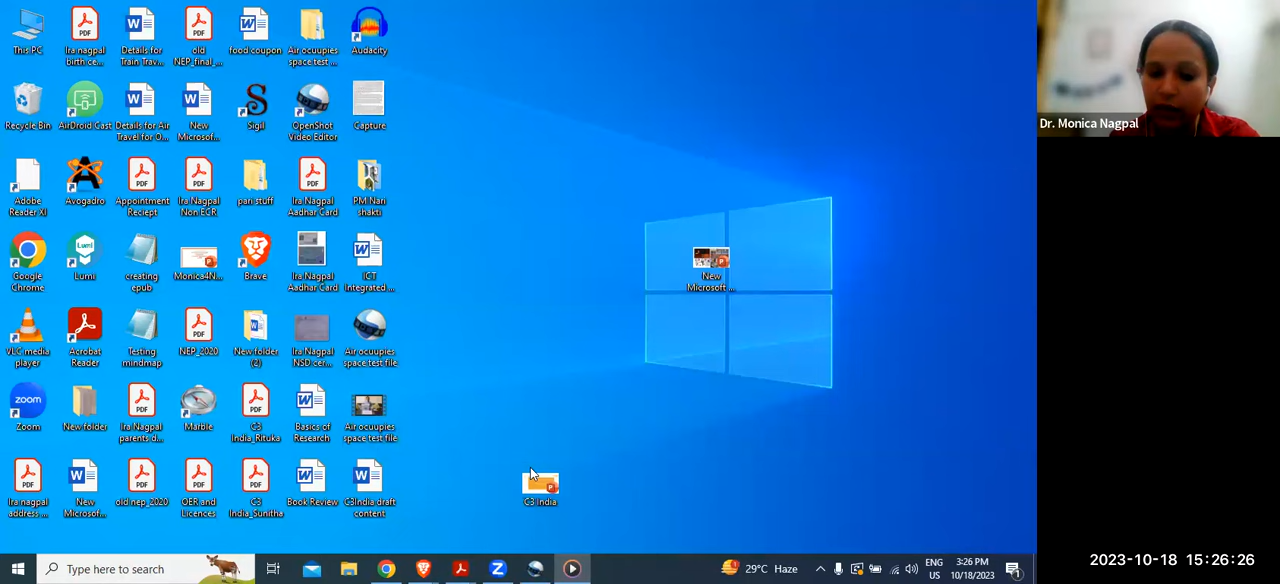 This PC
Ira nagpal
birth ce...
Details for
Train Trav...
old
NEP_final_...
food.coupon
Air ocuupies
space test ...
Audacity
Recycle Bin
AirDroid Cast
Details for Air
Travel for O...
New
Microsof...
Sigil
OpenShot
Video Editor
Capture
Adobe
Reader XI
Avogadro
Appointment
Reciept
Ira Nagpal
Non ECR
pari stuff
Ira Nagpal
Aadhar Card
PM Nari
shakti
Google
Chrome
Lumi
creating
epub
Monica4N...
Brave
Ira Nagpal
Aadhar Card
ICT
Integrated...
New
Microsoft ...
VLC media
player
Acrobat
Reader
Testing
mindmap
NEP_2020
New folder
(2)
Ira Nagpal
NSD cer...
Air ocuupies
space test file
Zoom
New folder
Ira Nagpal
parents d...
Marble
C3
India_Rituka
Basics of
Research
Air ocuupies
space test file
Ira nagpal
address....
New
Microsof...
old nep_2020
OER and
Licences
C3
India_Sunitha
Book Review
C3India draft
content
C3 India
Dr. Monica Nagpal
Type here to search
29°C Haze
ENG
US
3:26 PM
10/18/2023
2023-10-18 15:26:26